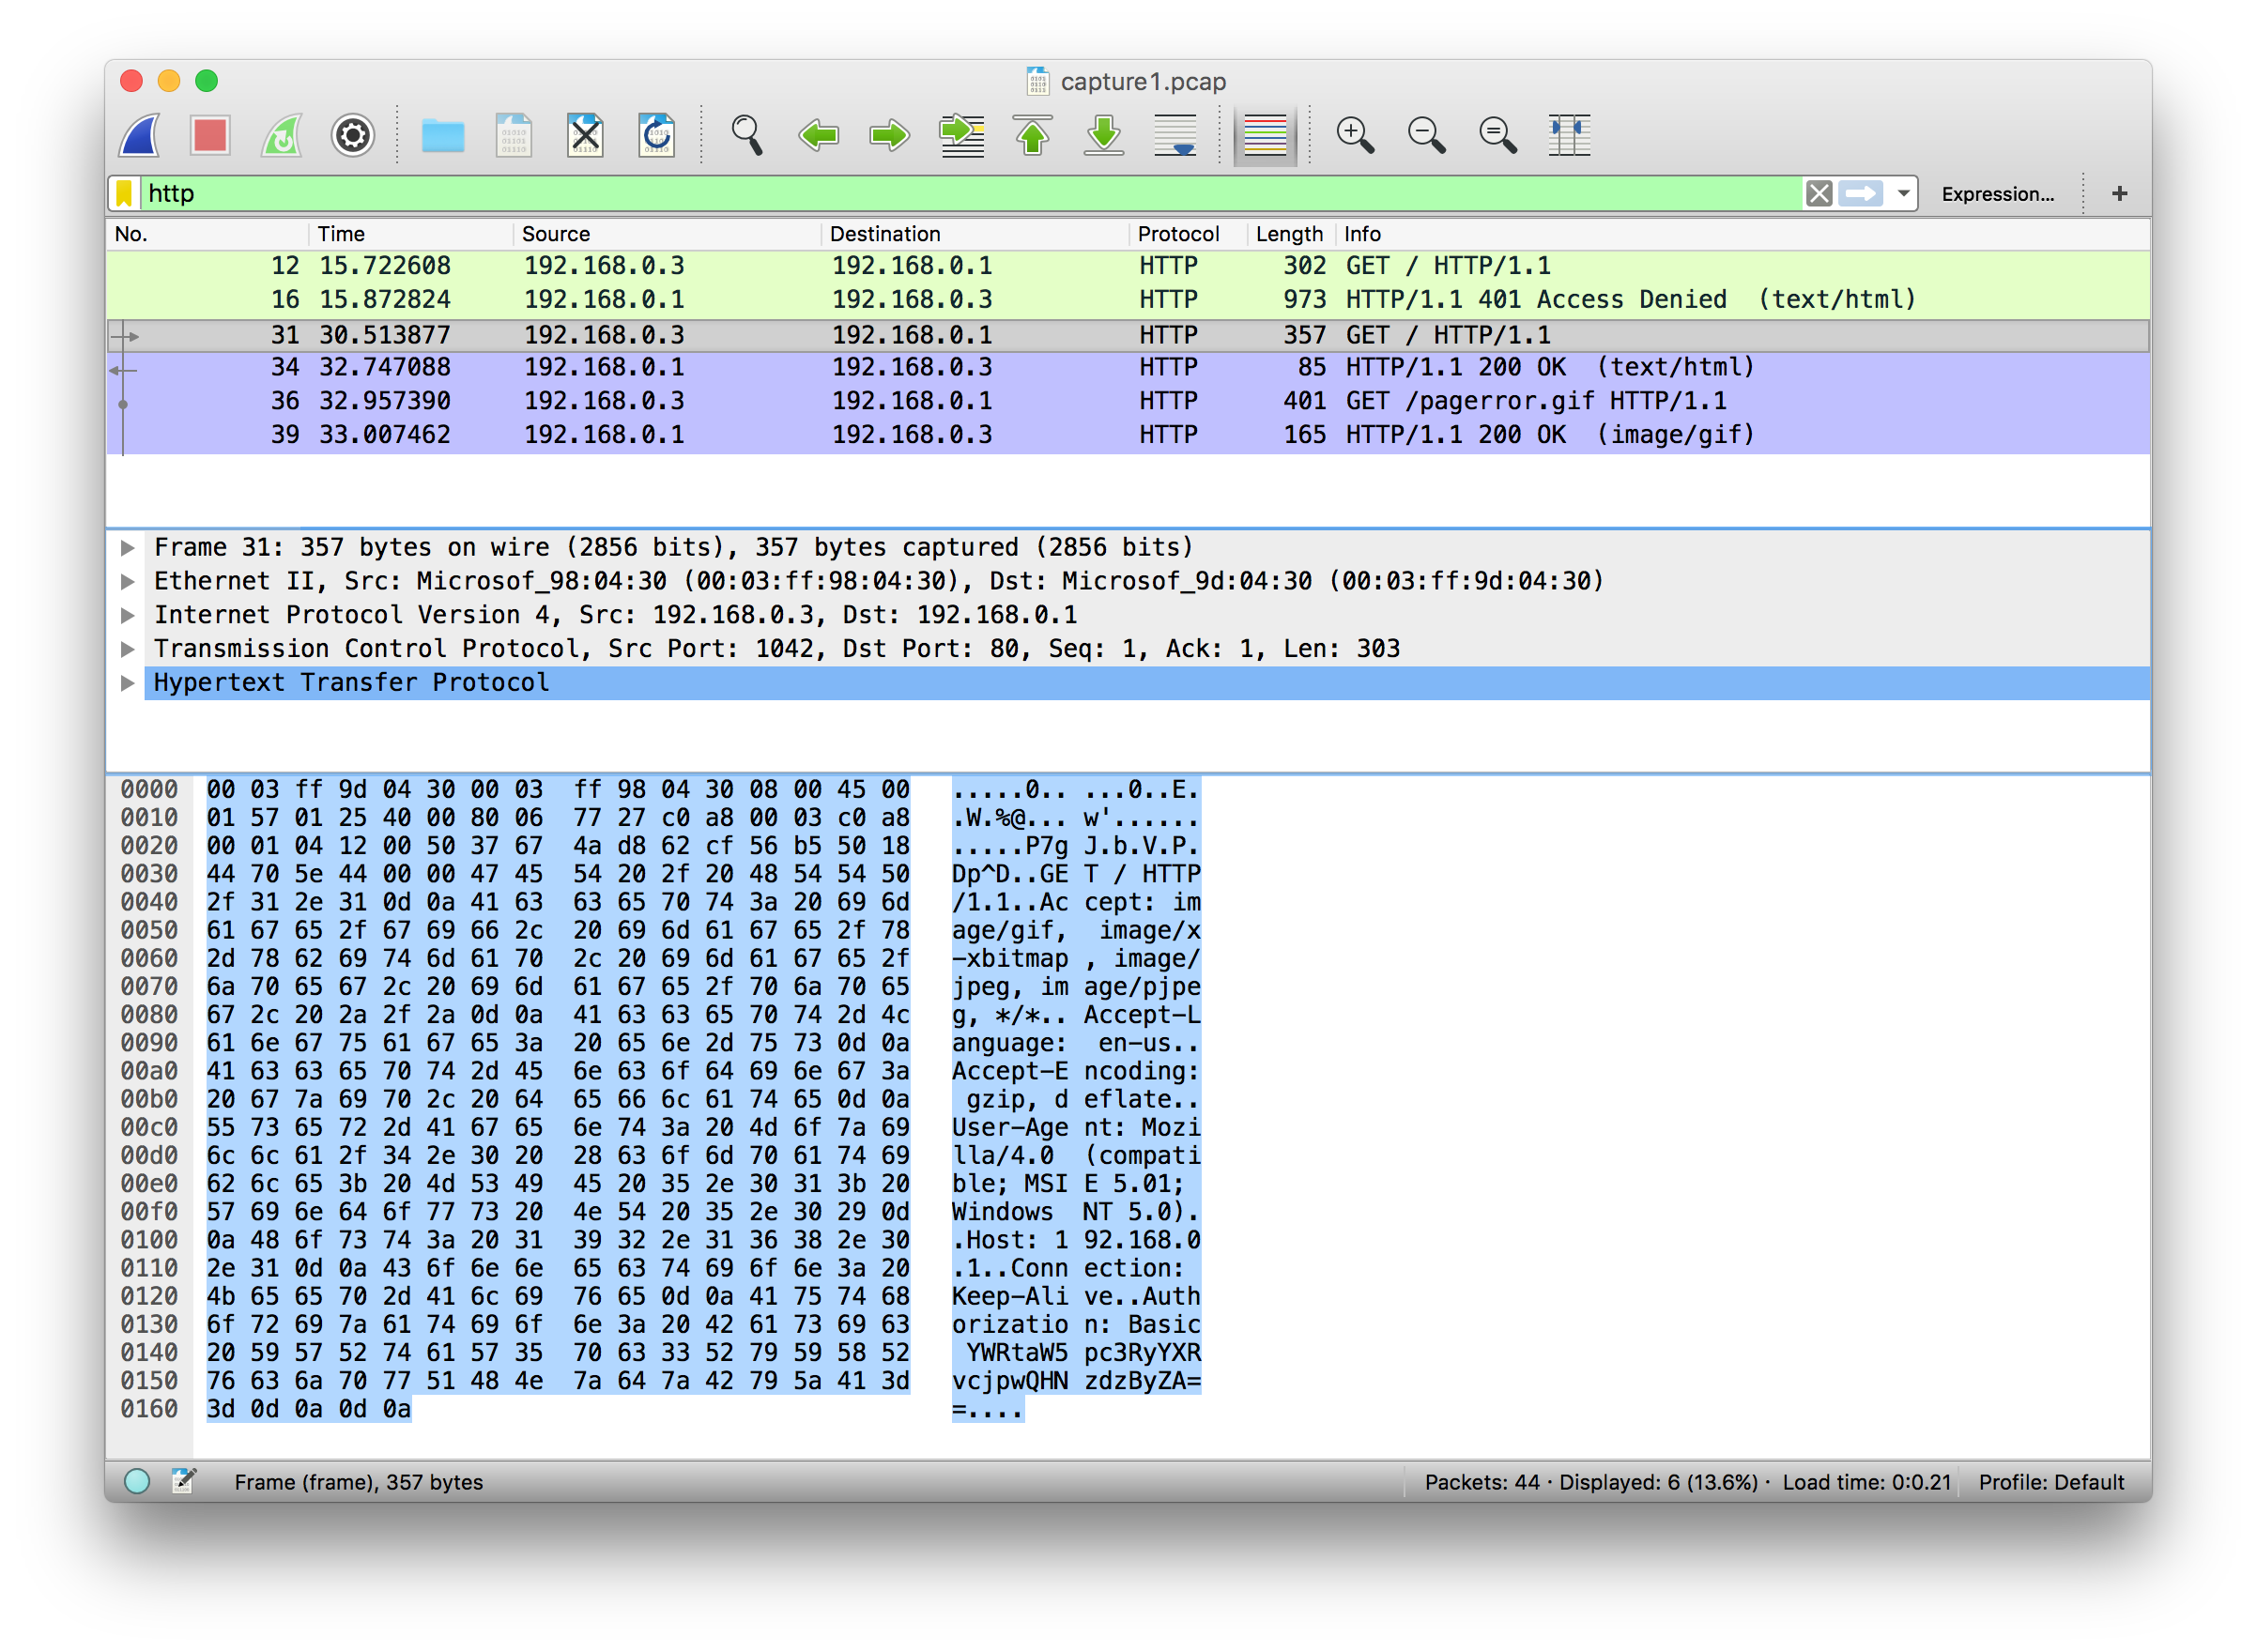 capture1.pcap
http
Expression...
+
No. Time Source Destination Protocol Length Info
12 15.722608 192.168.0.3 192.168.0.1 HTTP 302 GET / HTTP/1.1
16 15.872824 192.168.0.1 192.168.0.3 HTTP 973 HTTP/1.1 401 Access Denied (text/html)
31 30.513877 192.168.0.3 192.168.0.1 HTTP 357 GET / HTTP/1.1
34 32.747088 192.168.0.1 192.168.0.3 HTTP 85 HTTP/1.1 200 OK (text/html)
36 32.957390 192.168.0.3 192.168.0.1 HTTP 401 GET /pagerror.gif HTTP/1.1
39 33.007462 192.168.0.1 192.168.0.3 HTTP 165 HTTP/1.1 200 OK (image/gif)
Frame 31: 357 bytes on wire (2856 bits), 357 bytes captured (2856 bits)
Ethernet II, Src: Microsof_98:04:30 (00:03:ff:98:04:30), Dst: Microsof_9d:04:30 (00:03:ff:9d:04:30)
Internet Protocol Version 4, Src: 192.168.0.3, Dst: 192.168.0.1
Transmission Control Protocol, Src Port: 1042, Dst Port: 80, Seq: 1, Ack: 1, Len: 303
Hypertext Transfer Protocol
0000 00 03 ff 9d 04 30 00 03 ff 98 04 30 08 00 45 00 .....0.. ...0..E.
0010 01 57 01 25 40 00 80 06 77 27 c0 a8 00 03 c0 a8 .W.%@... w'......
0020 00 01 04 12 00 50 37 67 4a d8 62 cf 56 b5 50 18 .....P7g J.b.V.P.
0030 44 70 5e 44 00 00 47 45 54 20 2f 20 48 54 54 50 Dp^D..GE T / HTTP
0040 2f 31 2e 31 0d 0a 41 63 63 65 70 74 3a 20 69 6d /1.1..Ac cept: im
0050 61 67 65 2f 67 69 66 2c 20 69 6d 61 67 65 2f 78 age/gif,  image/x
0060 2d 78 62 69 74 6d 61 70 2c 20 69 6d 61 67 65 2f -xbitmap , image/
0070 6a 70 65 67 2c 20 69 6d 61 67 65 2f 70 6a 70 65 jpeg, im age/pjpe
0080 67 2c 20 2a 2f 2a 0d 0a 41 63 63 65 70 74 2d 4c g, */*.. Accept-L
0090 61 6e 67 75 61 67 65 3a 20 65 6e 2d 75 73 0d 0a anguage:  en-us..
00a0 41 63 63 65 70 74 2d 45 6e 63 6f 64 69 6e 67 3a Accept-E ncoding:
00b0 20 67 7a 69 70 2c 20 64 65 66 6c 61 74 65 0d 0a  gzip, d eflate..
00c0 55 73 65 72 2d 41 67 65 6e 74 3a 20 4d 6f 7a 69 User-Age nt: Mozi
00d0 6c 6c 61 2f 34 2e 30 20 28 63 6f 6d 70 61 74 69 lla/4.0  (compati
00e0 62 6c 65 3b 20 4d 53 49 45 20 35 2e 30 31 3b 20 ble; MSI E 5.01;
00f0 57 69 6e 64 6f 77 73 20 4e 54 20 35 2e 30 29 0d Windows  NT 5.0).
0100 0a 48 6f 73 74 3a 20 31 39 32 2e 31 36 38 2e 30 .Host: 1 92.168.0
0110 2e 31 0d 0a 43 6f 6e 6e 65 63 74 69 6f 6e 3a 20 .1..Conn ection:
0120 4b 65 65 70 2d 41 6c 69 76 65 0d 0a 41 75 74 68 Keep-Ali ve..Auth
0130 6f 72 69 7a 61 74 69 6f 6e 3a 20 42 61 73 69 63 orizatio n: Basic
0140 20 59 57 52 74 61 57 35 70 63 33 52 79 59 58 52  YWRtaW5 pc3RyYXR
0150 76 63 6a 70 77 51 48 4e 7a 64 7a 42 79 5a 41 3d vcjpwQHN zdzByZA=
0160 3d 0d 0a 0d 0a =....
Frame (frame), 357 bytes
Packets: 44 · Displayed: 6 (13.6%) · Load time: 0:0.21
Profile: Default